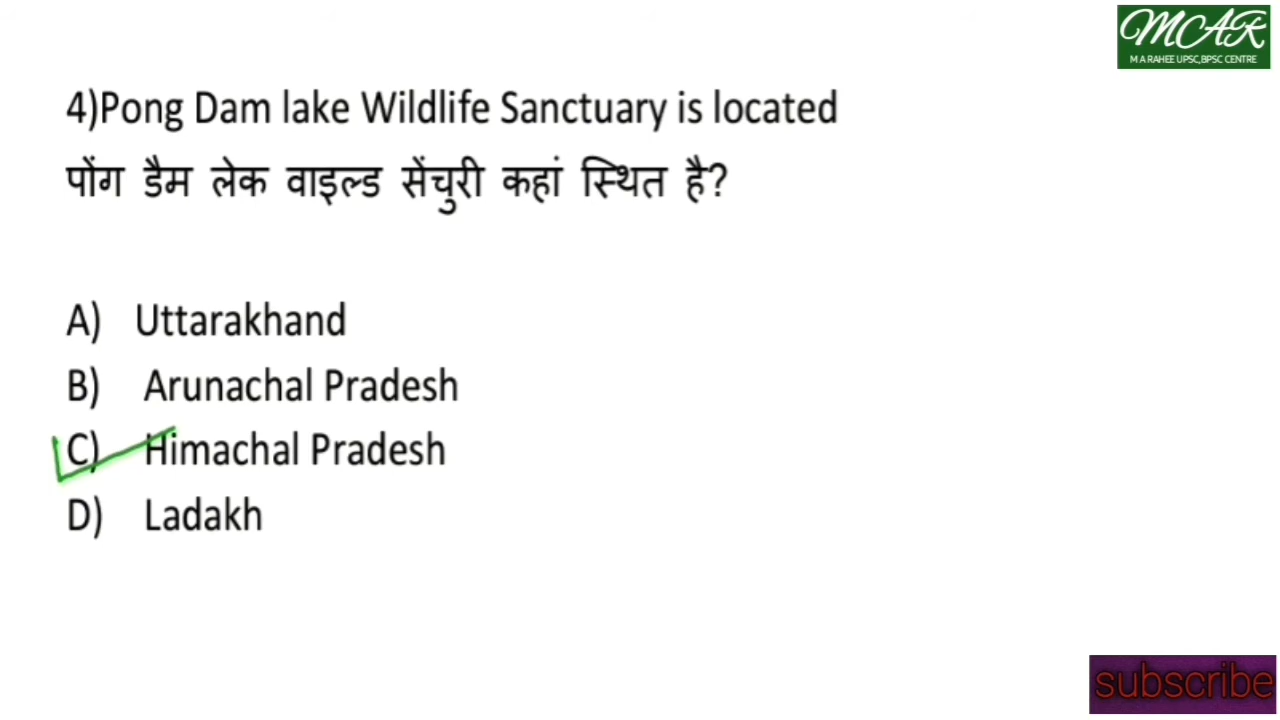 MCAR
M A RAHEE UPSC,BPSC CENTRE
4)Pong Dam lake Wildlife Sanctuary is located
पोंग डैम लेक वाइल्ड सेंचुरी कहां स्थित है?
A) Uttarakhand
B) Arunachal Pradesh
C) Himachal Pradesh
D) Ladakh
subscribe